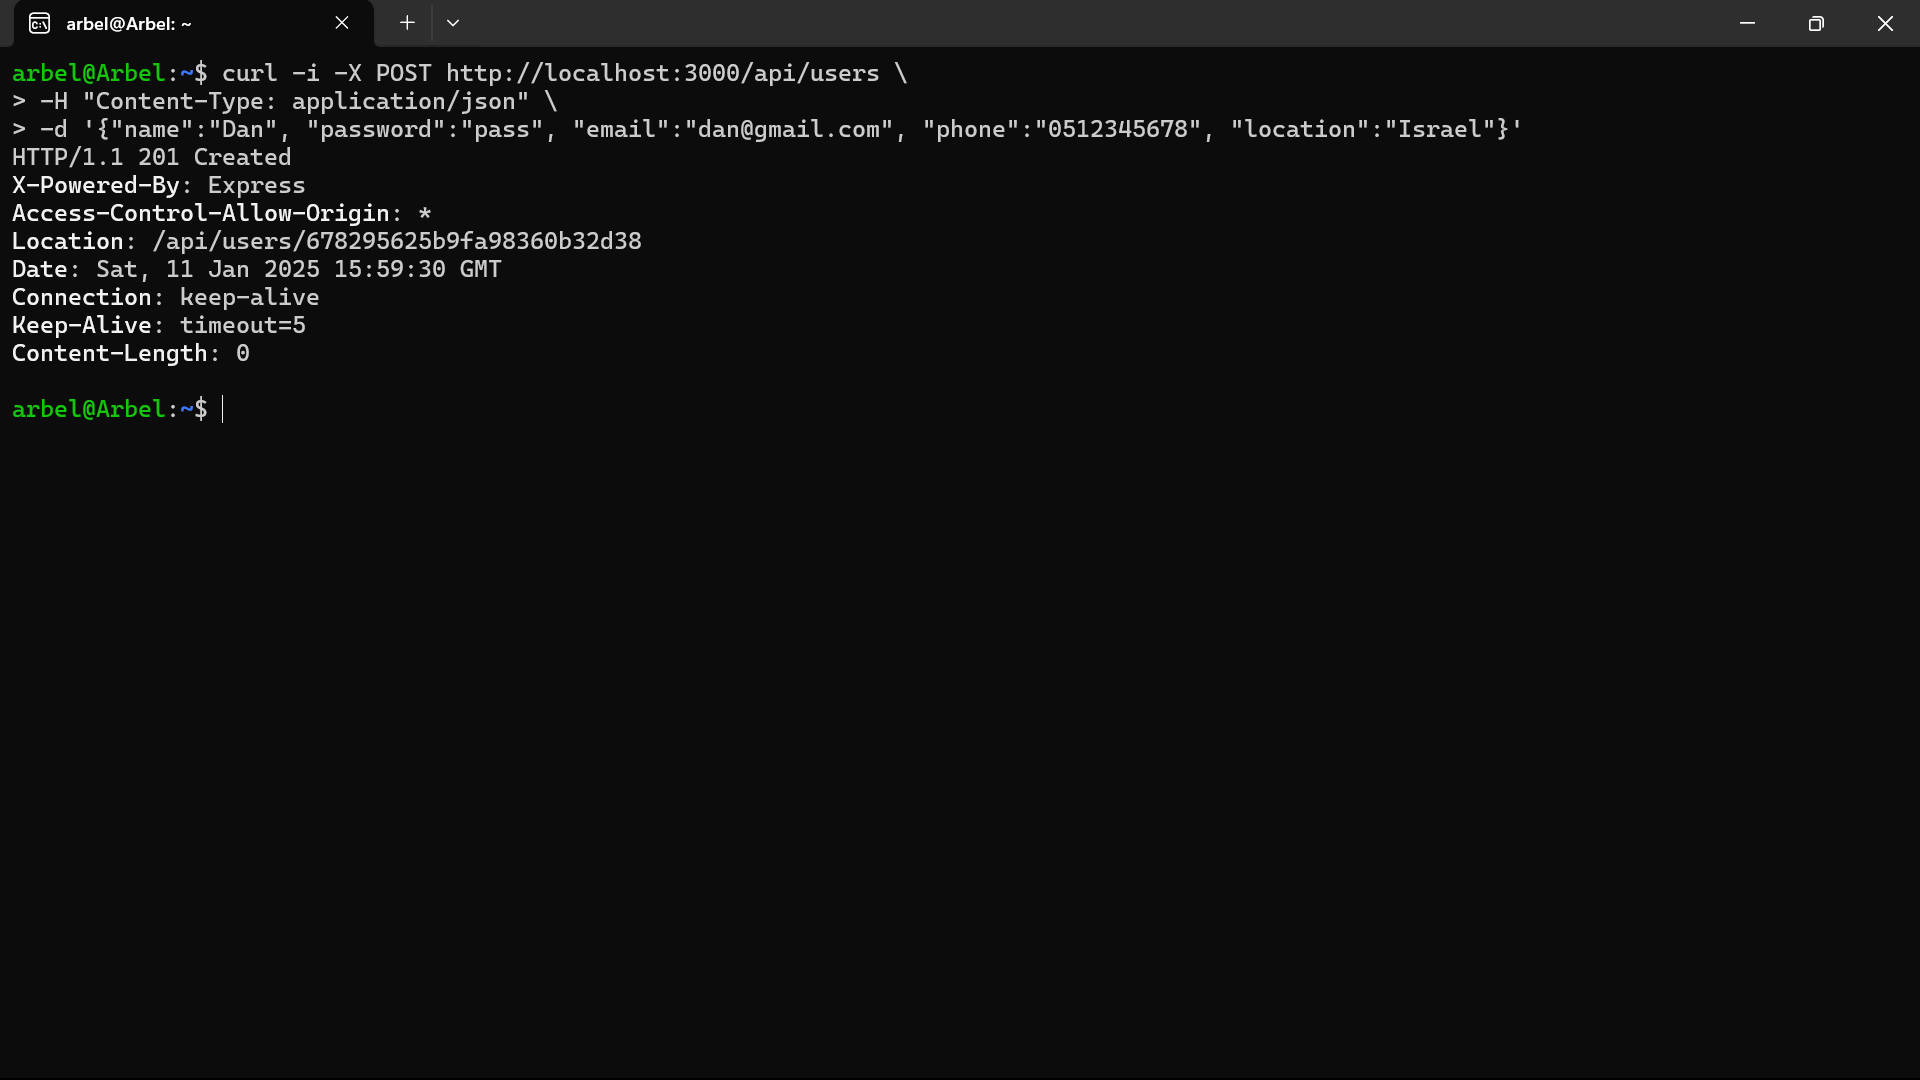 arbel@Arbel: ~
arbel@Arbel:~$ curl -i -X POST http://localhost:3000/api/users \
> -H "Content-Type: application/json" \
> -d '{"name":"Dan", "password":"pass", "email":"dan@gmail.com", "phone":"0512345678", "location":"Israel"}'
HTTP/1.1 201 Created
X-Powered-By: Express
Access-Control-Allow-Origin: *
Location: /api/users/678295625b9fa98360b32d38
Date: Sat, 11 Jan 2025 15:59:30 GMT
Connection: keep-alive
Keep-Alive: timeout=5
Content-Length: 0
arbel@Arbel:~$